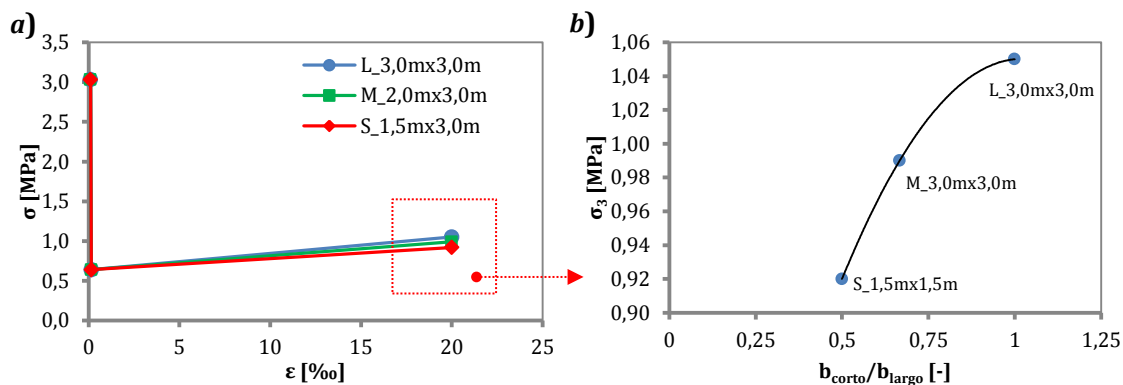 a)
σ [MPa]
3,5
3,0
2,5
2,0
1,5
1,0
0,5
0,0
0
5
10
15
20
25
ε [‰]
L_3,0mx3,0m
M_2,0mx3,0m
S_1,5mx3,0m
b)
σ3 [MPa]
1,06
1,04
1,02
1,00
0,98
0,96
0,94
0,92
0,90
0
0,25
0,5
0,75
1
1,25
bcorto/blargo [-]
L_3,0mx3,0m
M_3,0mx3,0m
S_1,5mx1,5m